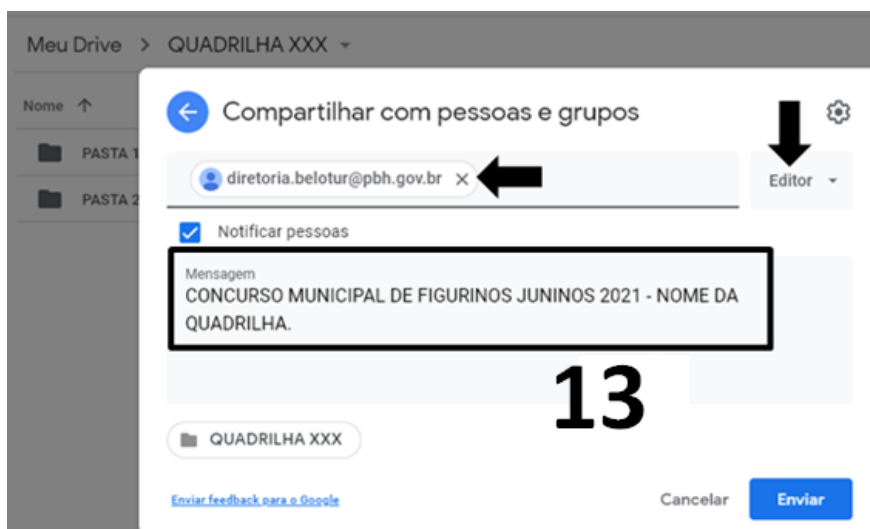 Meu Drive > QUADRILHA XXX
Nome
PASTA 1
PASTA 2
Compartilhar com pessoas e grupos
diretoria.belotur@pbh.gov.br
Editor
Notificar pessoas
Mensagem
CONCURSO MUNICIPAL DE FIGURINOS JUNINOS 2021 - NOME DA
QUADRILHA.
13
QUADRILHA XXX
Enviar feedback para o Google
Cancelar
Enviar